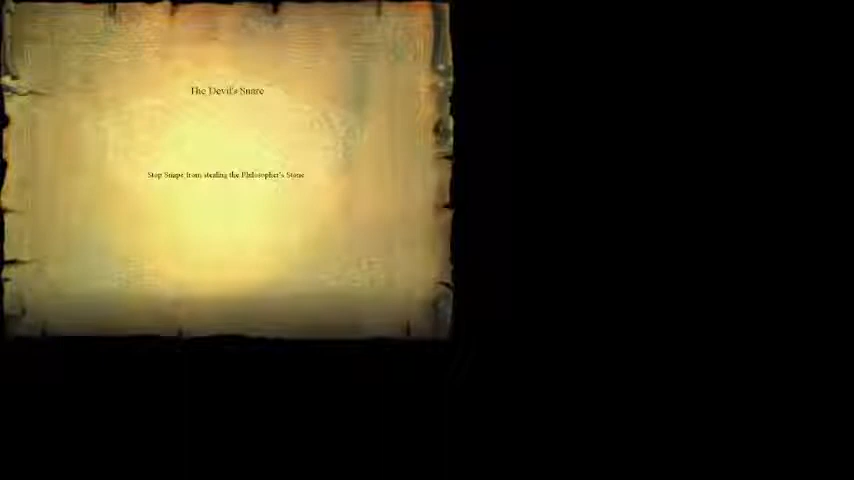 The Devil's Snare
Stop Snape from stealing the Philosopher's Stone